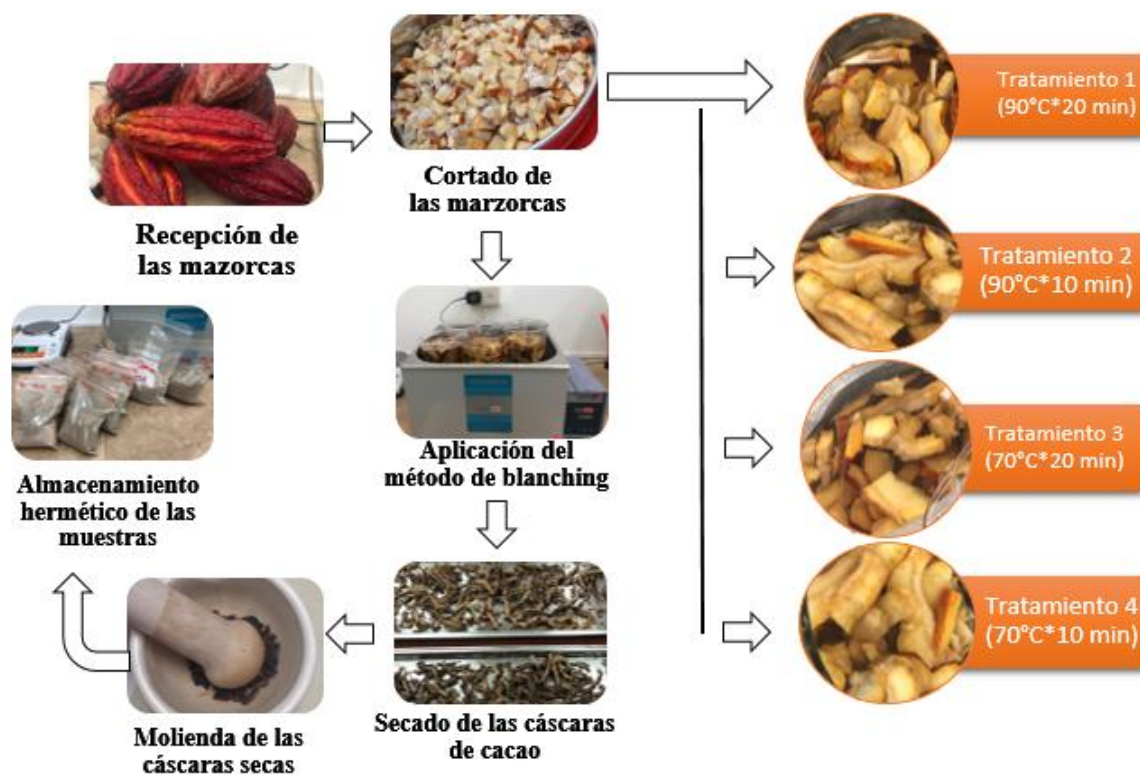 Recepción de
las mazorcas
Cortado de
las marzorcas
Aplicación del
método de blanching
Secado de las cáscaras
de cacao
Molienda de las
cáscaras secas
Almacenamiento
hermético de las
muestras
Tratamiento 1
(90°C*20 min)
Tratamiento 2
(90°C*10 min)
Tratamiento 3
(70°C*20 min)
Tratamiento 4
(70°C*10 min)